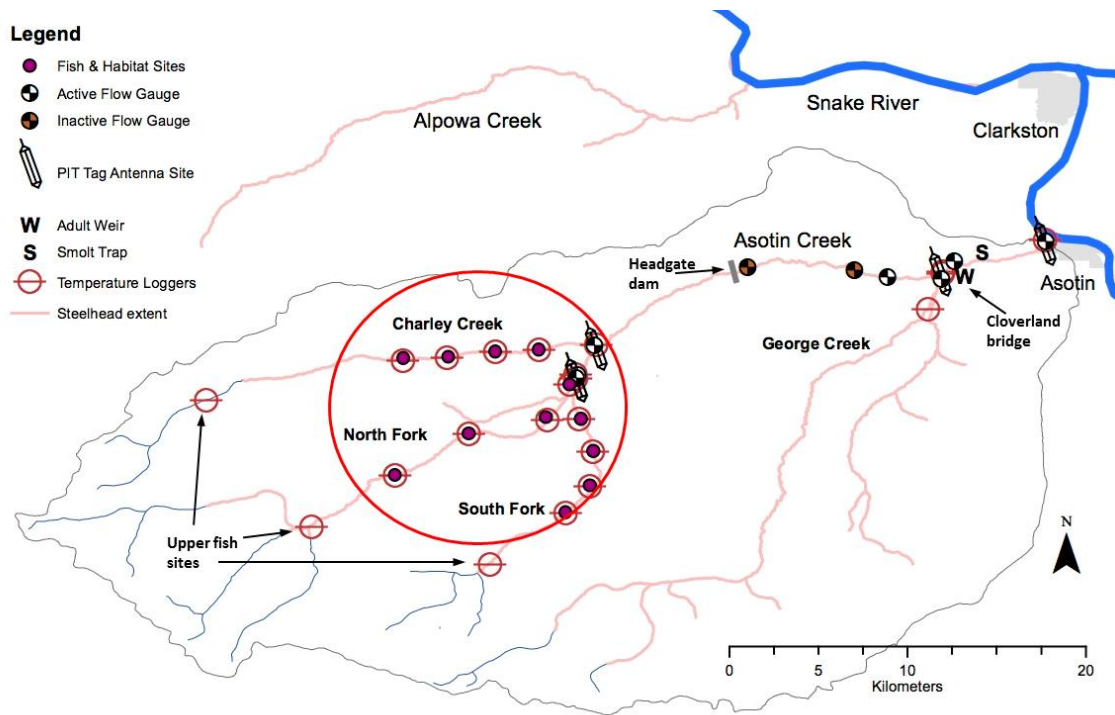 Legend
Fish & Habitat Sites
Active Flow Gauge
Inactive Flow Gauge
PIT Tag Antenna Site
W Adult Weir
S Smolt Trap
Temperature Loggers
Steelhead extent
Alpowa Creek
Snake River
Clarkston
Asotin Creek
Headgate
dam
S
W
Asotin
Cloverland
bridge
George Creek
Charley Creek
North Fork
South Fork
Upper fish
sites
N
0 5 10 20
Kilometers